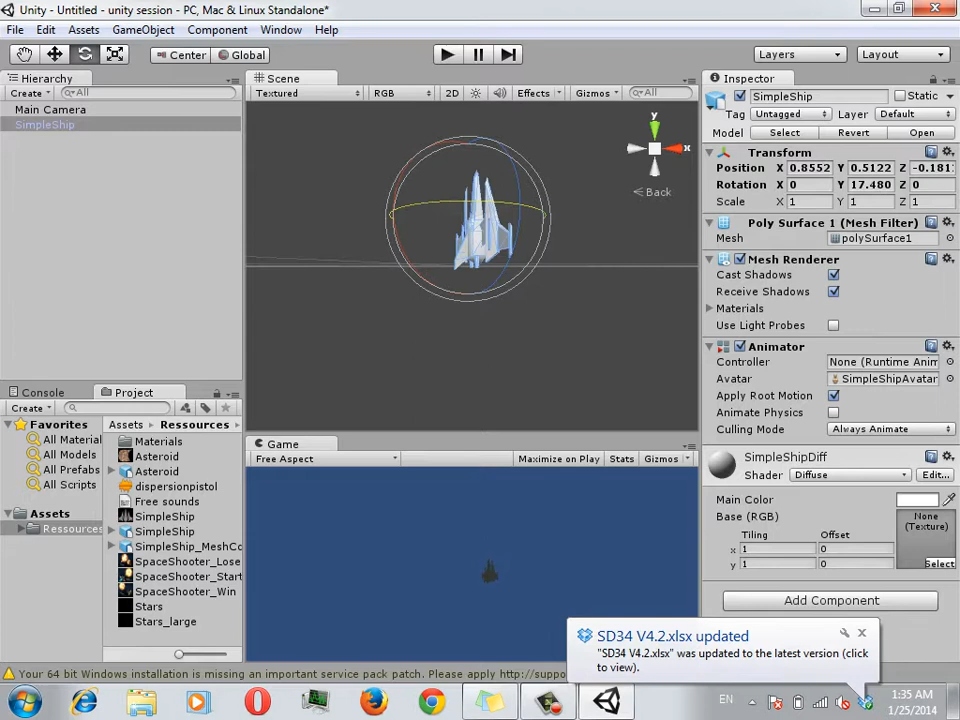 Unity - Untitled - unity session - PC, Mac & Linux Standalone*
File Edit Assets GameObject Component Window Help
Center Global Layers Layout
Hierarchy
Create All
Main Camera
SimpleShip
Scene
Textured RGB 2D Effects Gizmos All
y
x
Back
Game
Free Aspect Maximize on Play Stats Gizmos
Console Project
Create
Favorites
All Material
All Models
All Prefabs
All Scripts
Assets
Ressources
Assets Ressources
Materials
Asteroid
Asteroid
dispersionpistol
Free sounds
SimpleShip
SimpleShip
SimpleShip_MeshCo
SpaceShooter_Lose
SpaceShooter_Start
SpaceShooter_Win
Stars
Stars_large
Inspector
SimpleShip Static
Tag Untagged Layer Default
Model Select Revert Open
Transform
Position X 0.8552 Y 0.5122 Z -0.181
Rotation X 0 Y 17.480 Z 0
Scale X 1 Y 1 Z 1
Poly Surface 1 (Mesh Filter)
Mesh polySurface1
Mesh Renderer
Cast Shadows
Receive Shadows
Materials
Use Light Probes
Animator
Controller None (Runtime Anim
Avatar SimpleShipAvatar
Apply Root Motion
Animate Physics
Culling Mode Always Animate
SimpleShipDiff
Shader Diffuse Edit...
Main Color
Base (RGB)
None
(Texture)
Tiling Offset
x 1 0
y 1 0
Select
Add Component
SD34 V4.2.xlsx updated
"SD34 V4.2.xlsx" was updated to the latest version (click
to view).
Your 64 bit Windows installation is missing an important service pack patch. Please apply http://suppo
EN
1:35 AM
1/25/2014